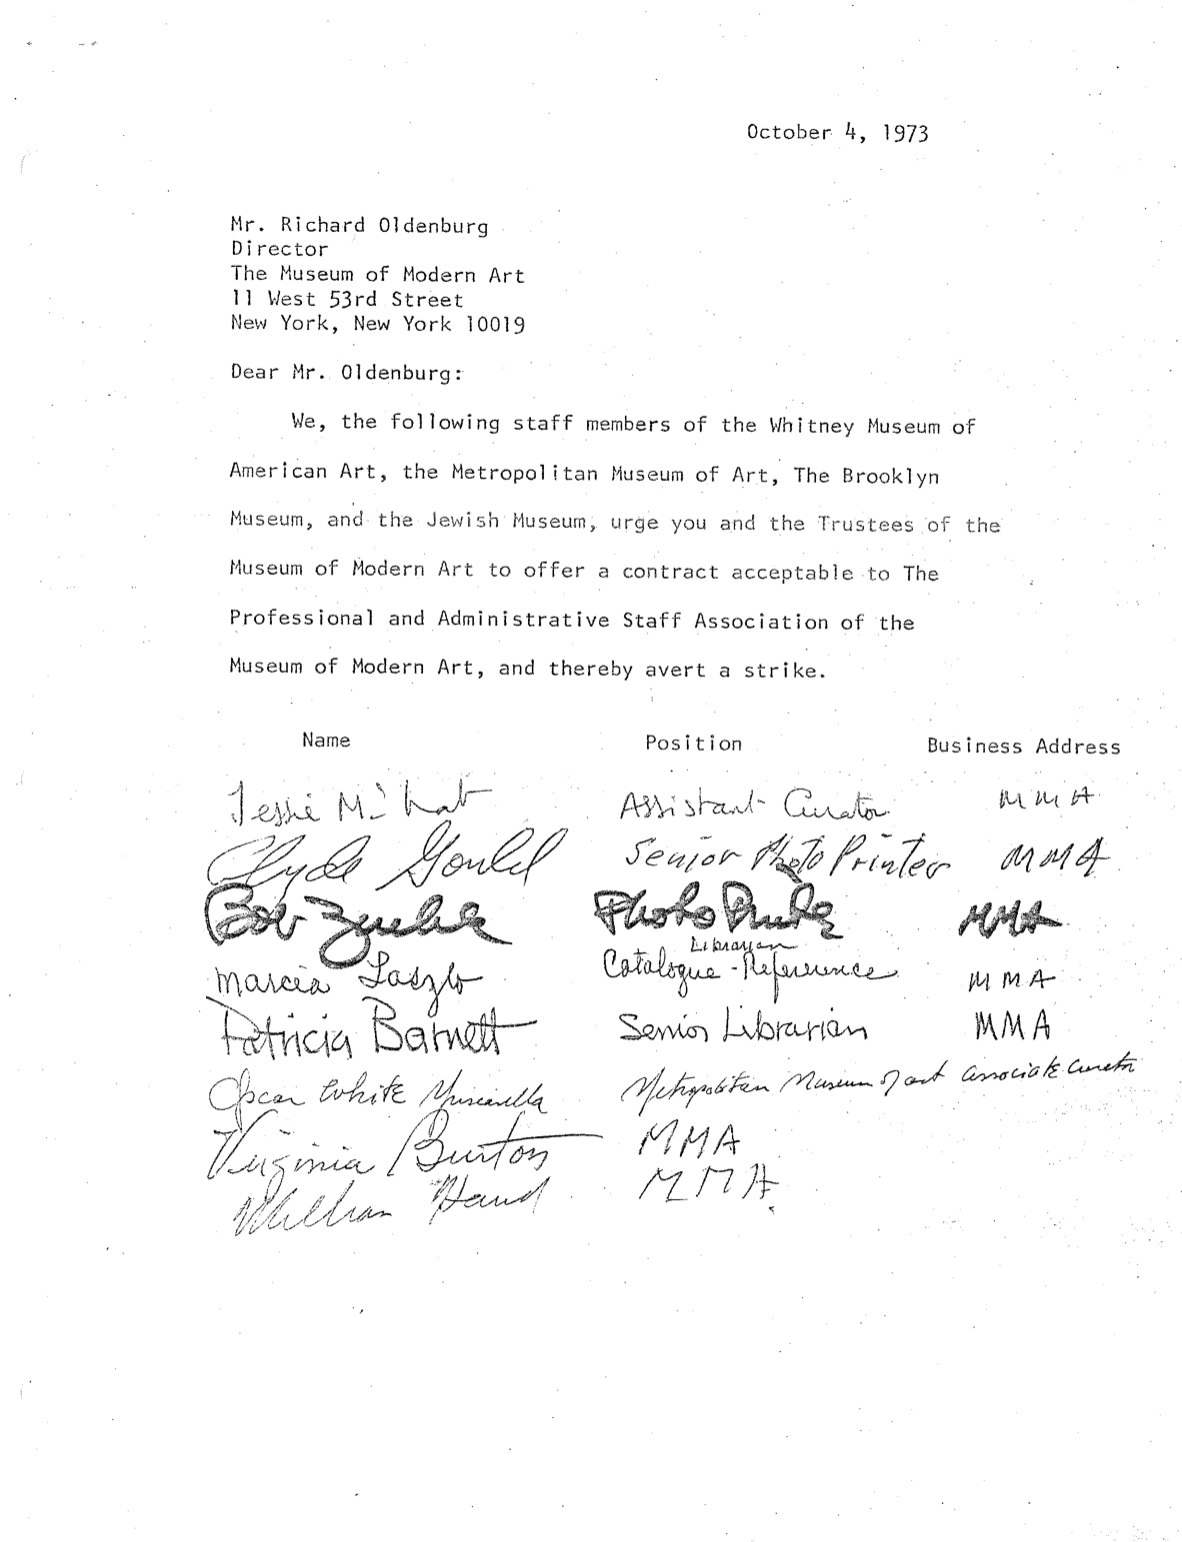 October 4, 1973
Mr. Richard Oldenburg
Director
The Museum of Modern Art
11 West 53rd Street
New York, New York 10019
Dear Mr. Oldenburg:
We, the following staff members of the Whitney Museum of
American Art, the Metropolitan Museum of Art, The Brooklyn
Museum, and the Jewish Museum, urge you and the Trustees of the
Museum of Modern Art to offer a contract acceptable to The
Professional and Administrative Staff Association of the
Museum of Modern Art, and thereby avert a strike.
Name Position Business Address
Jessie Assistant Curator MMA
Clyde Gould Senior Photo Printer MMA
Bob Photo MMA
Librarian
Marcia Laszlo Catalogue - Reference MMA
Patricia Barnett Senior Librarian MMA
Oscar White Muscarella Metropolitan Museum of art associate curator
Virginia Burton MMA
William MMA